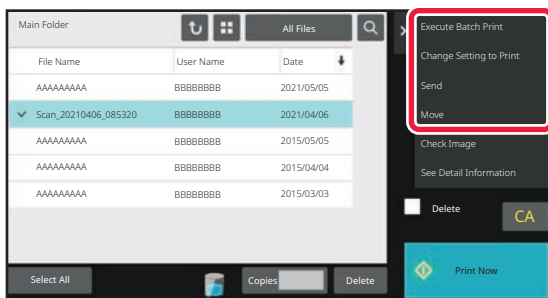 Main Folder
All Files
File Name User Name Date
AAAAAAAAA BBBBBBBB 2021/05/05
Scan_20210406_085320 BBBBBBBB 2021/04/06
AAAAAAAAA BBBBBBBB 2015/05/05
AAAAAAAAA BBBBBBBB 2015/04/04
AAAAAAAAA BBBBBBBB 2015/03/03
Select All
Copies
Delete
Execute Batch Print
Change Setting to Print
Send
Move
Check Image
See Detail Information
Delete
CA
Print Now